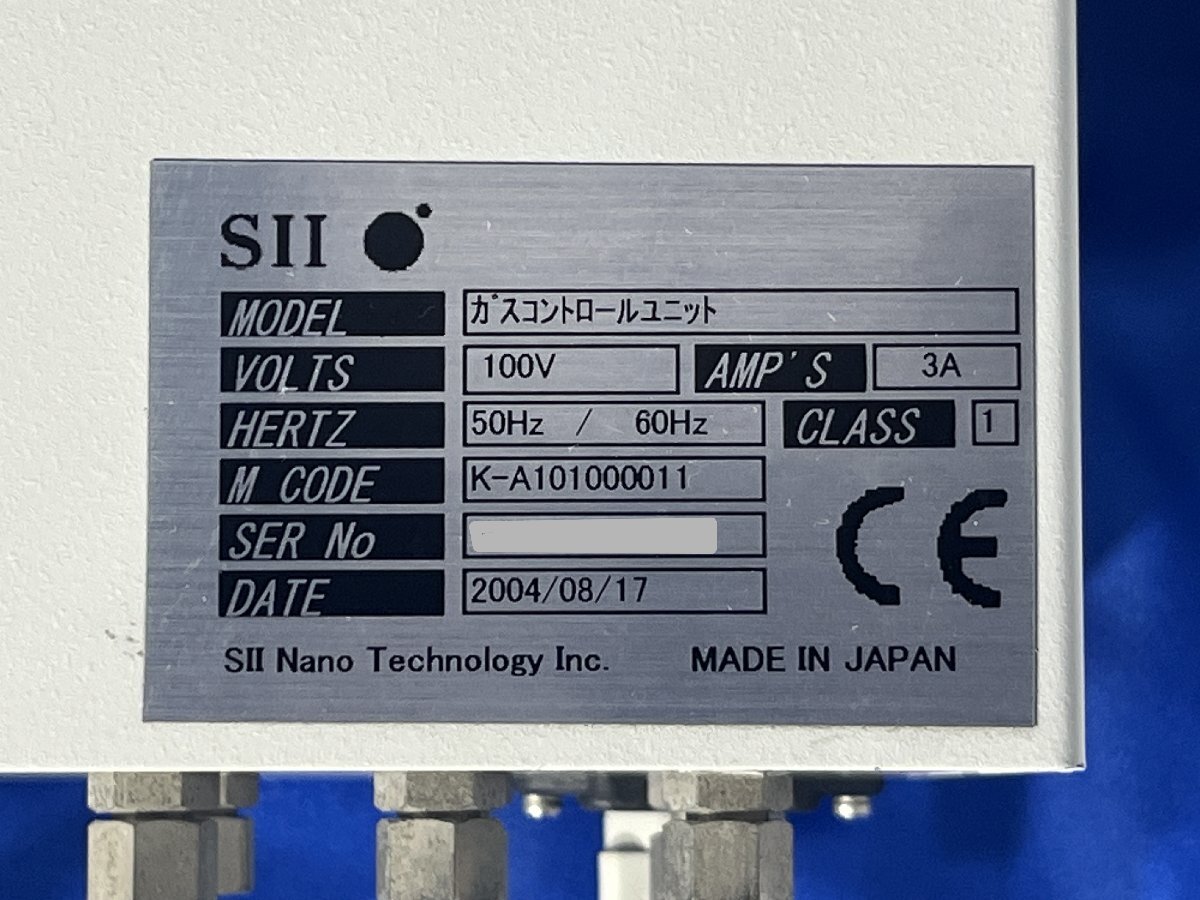 SII
MODEL ガスコントロールユニット
VOLTS 100V AMP'S 3A
HERTZ 50Hz / 60Hz CLASS 1
M CODE K-A101000011
SER No
DATE 2004/08/17
CE
SII Nano Technology Inc. MADE IN JAPAN